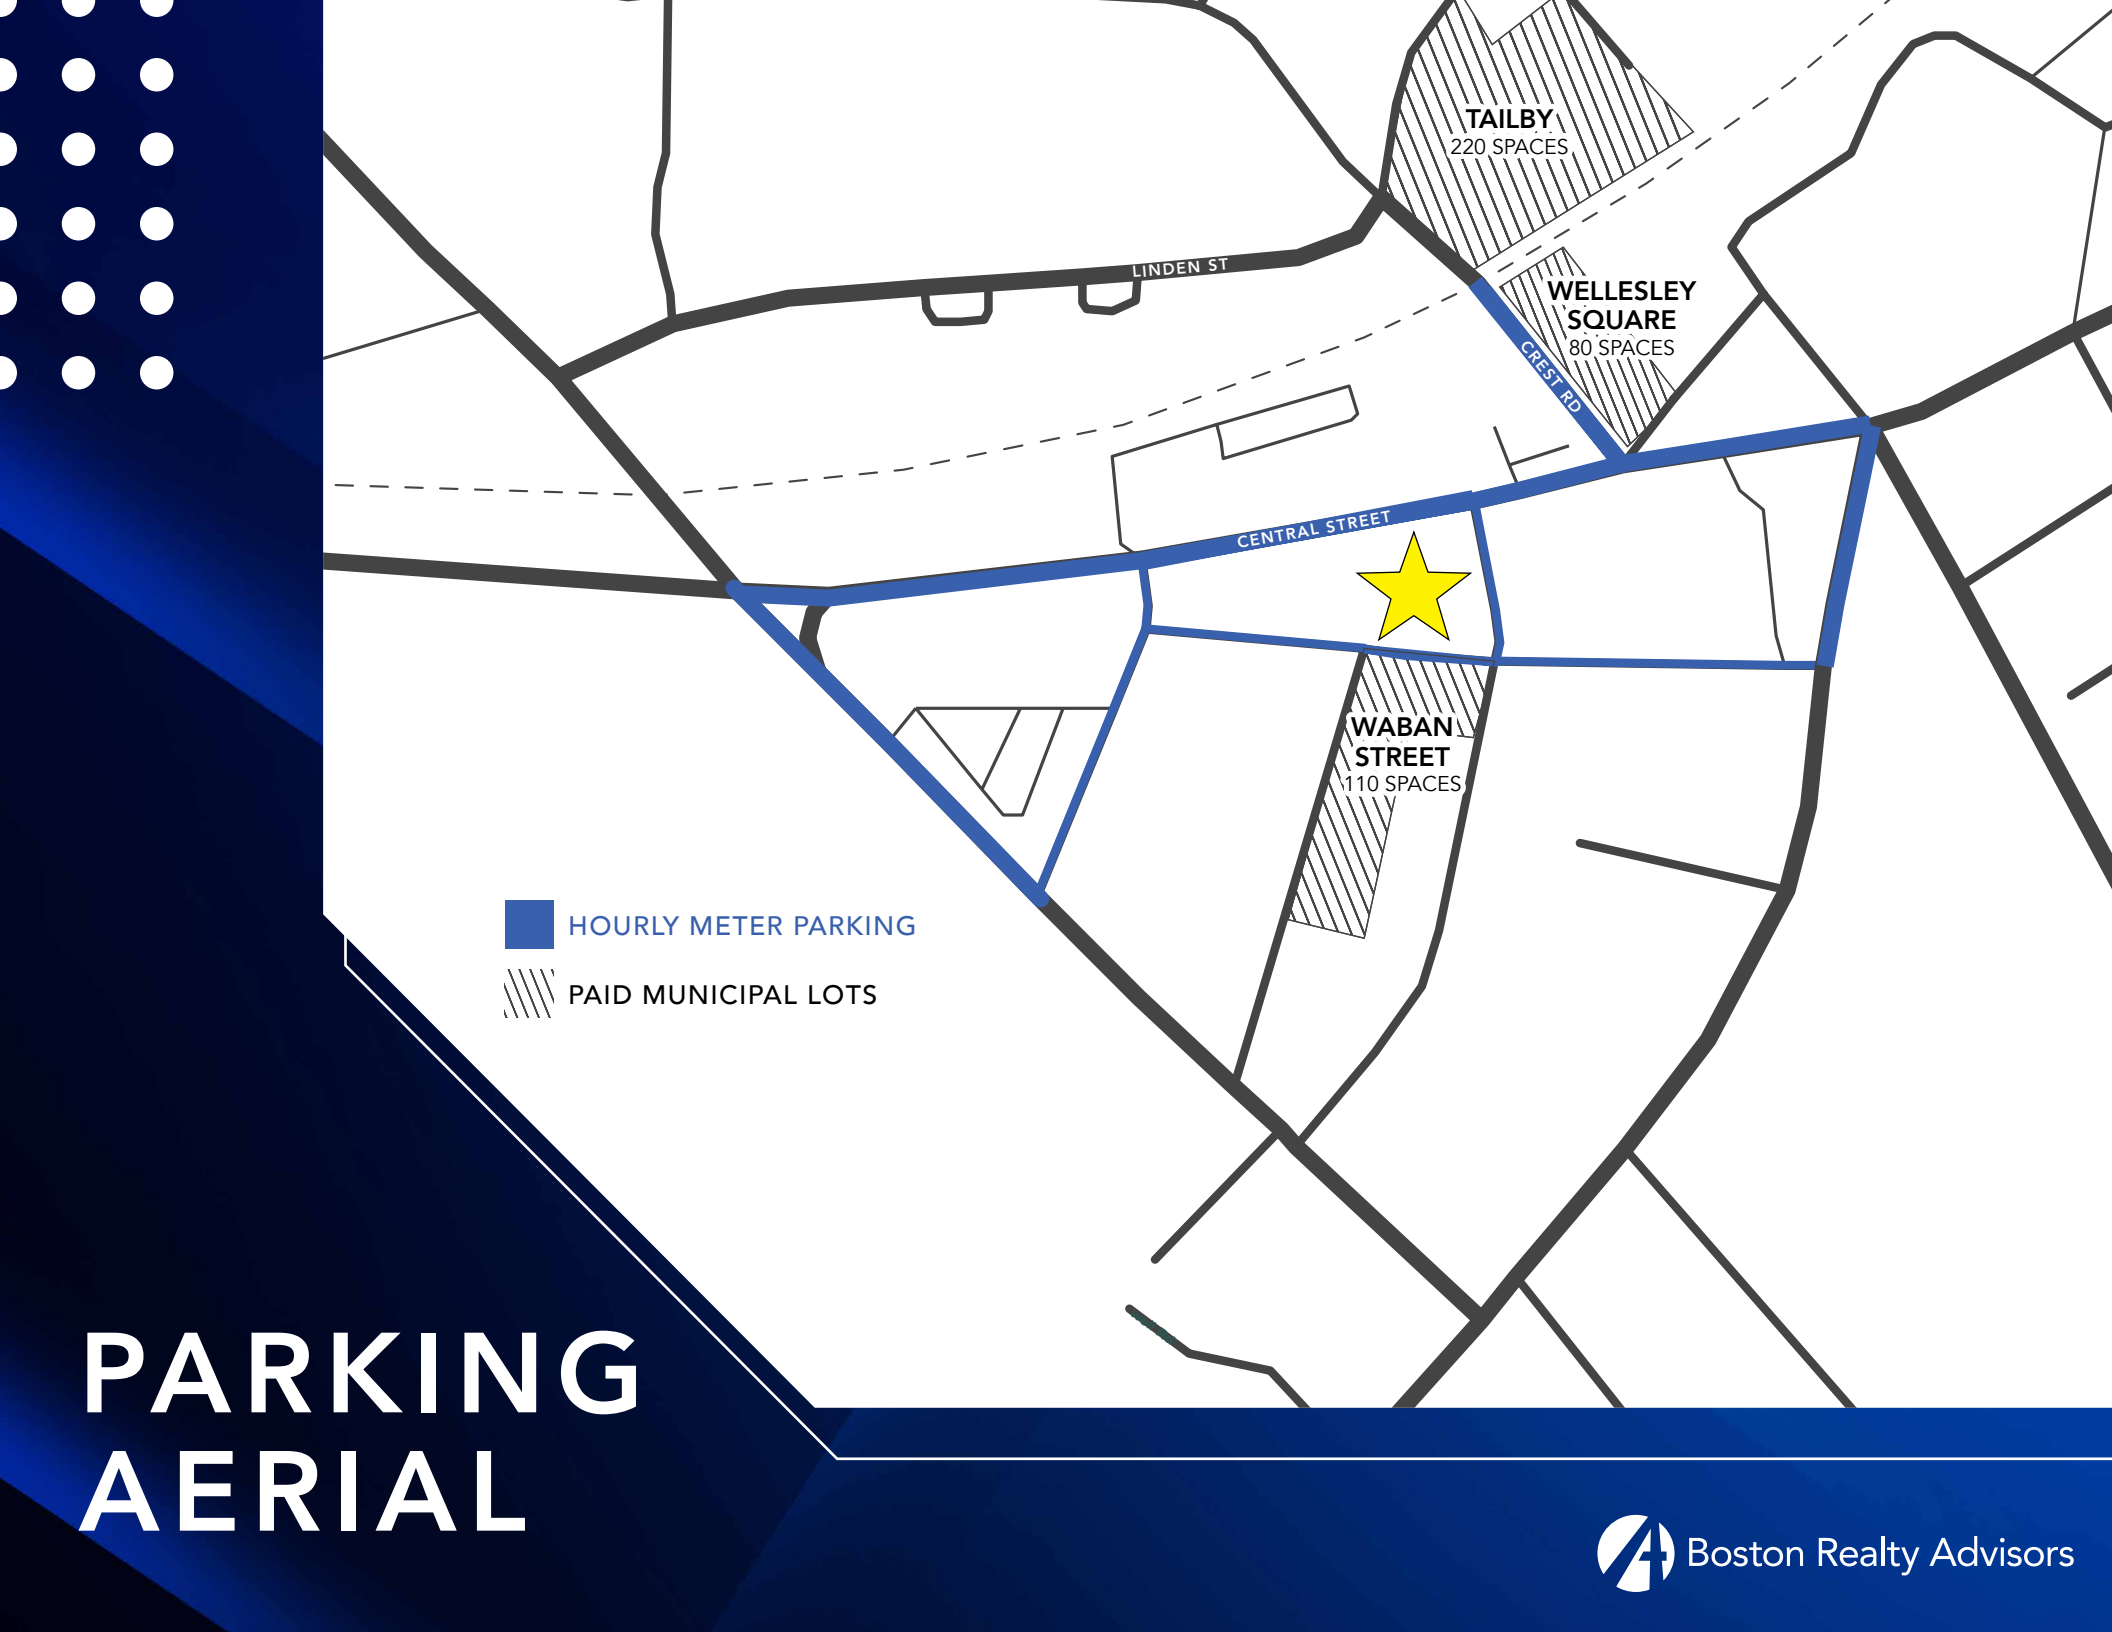 TAILBY
220 SPACES
LINDEN ST
WELLESLEY
SQUARE
80 SPACES
CREST RD
CENTRAL STREET
WABAN
STREET
110 SPACES
HOURLY METER PARKING
PAID MUNICIPAL LOTS
PARKING
AERIAL
Boston Realty Advisors